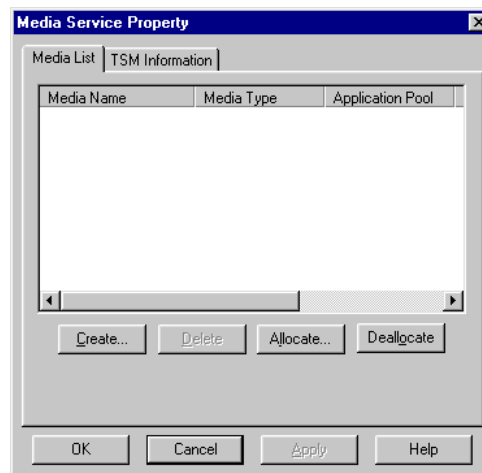 Media Service Property
Media List TSM Information
Media Name Media Type Application Pool
Create... Delete Allocate... Deallocate
OK Cancel Apply Help